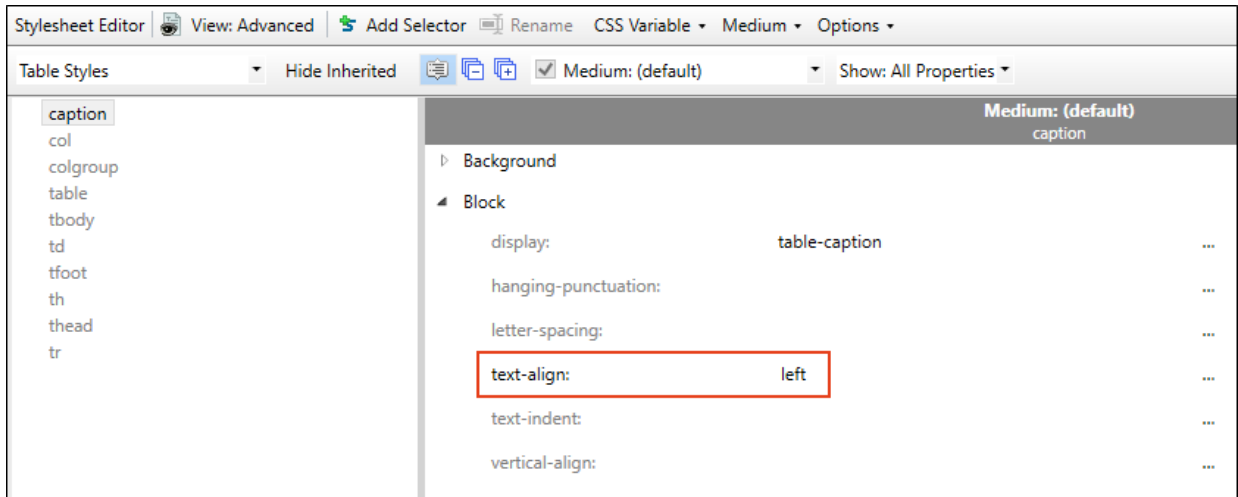 Stylesheet Editor View: Advanced Add Selector Rename CSS Variable Medium Options
Table Styles Hide Inherited Medium: (default) Show: All Properties
caption
col
colgroup
table
tbody
td
tfoot
th
thead
tr
Medium: (default)
caption
Background
Block
display: table-caption ...
hanging-punctuation: ...
letter-spacing: ...
text-align: left ...
text-indent: ...
vertical-align: ...